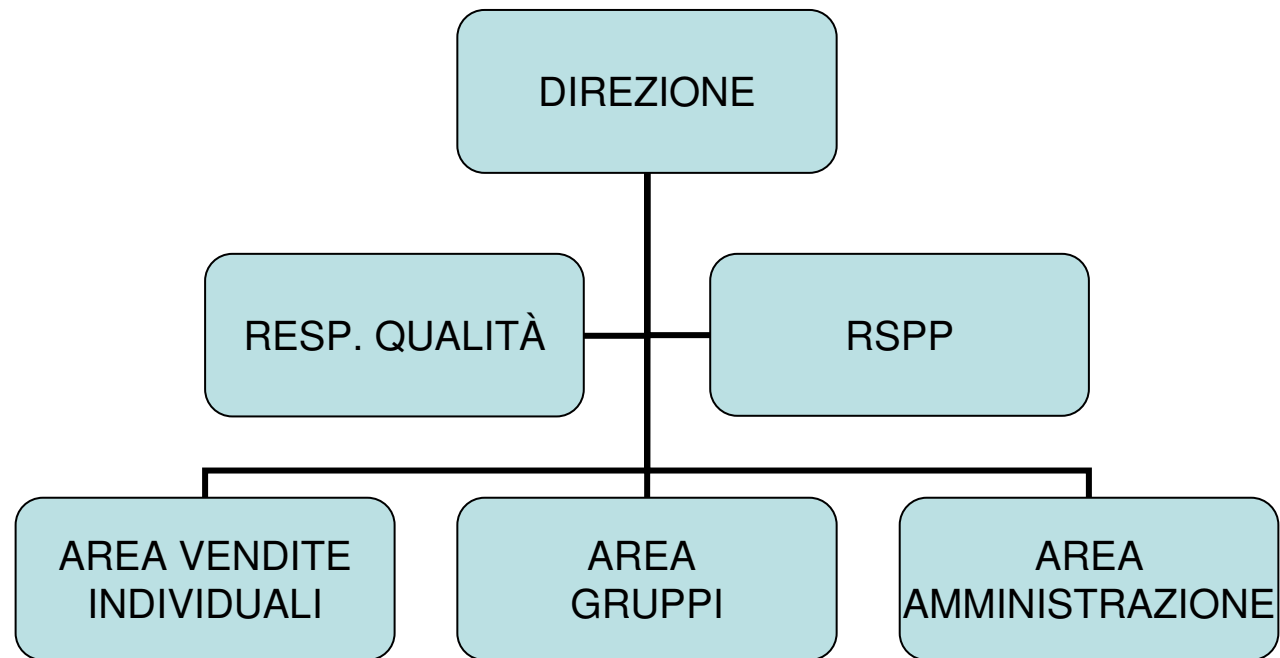 DIREZIONE
RESP. QUALITÀ
RSPP
AREA VENDITE
INDIVIDUALI
AREA
GRUPPI
AREA
AMMINISTRAZIONE